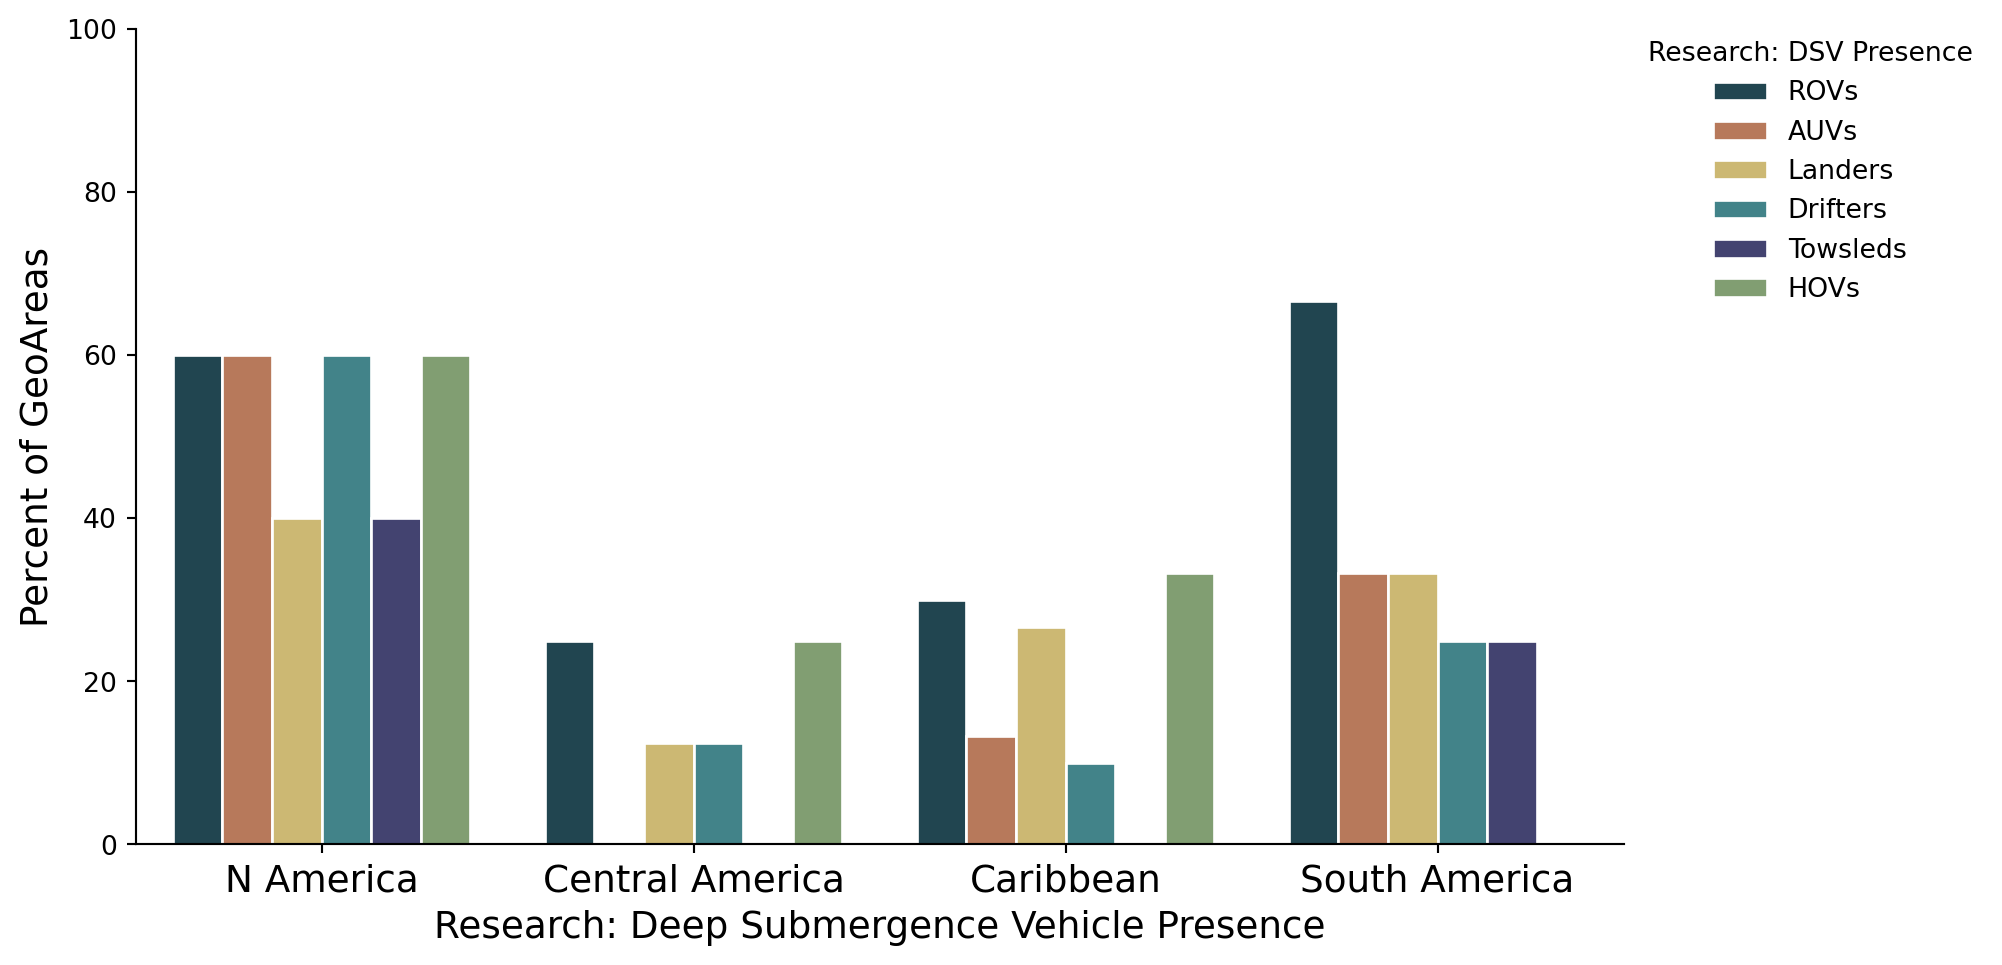 100
80
60
40
20
0
Percent of GeoAreas
N America
Central America
Caribbean
South America
Research: Deep Submergence Vehicle Presence
Research: DSV Presence
ROVs
AUVs
Landers
Drifters
Towsleds
HOVs